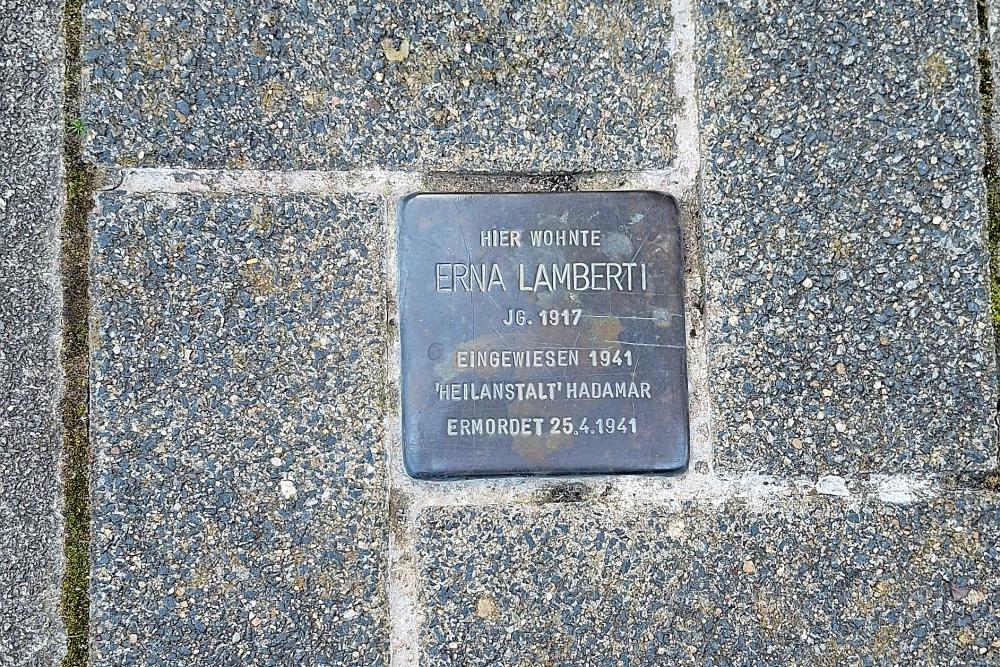 HIER WOHNTE
ERNA LAMBERTI
JG. 1917
EINGEWIESEN 1941
'HEILANSTALT' HADAMAR
ERMORDET 25.4.1941